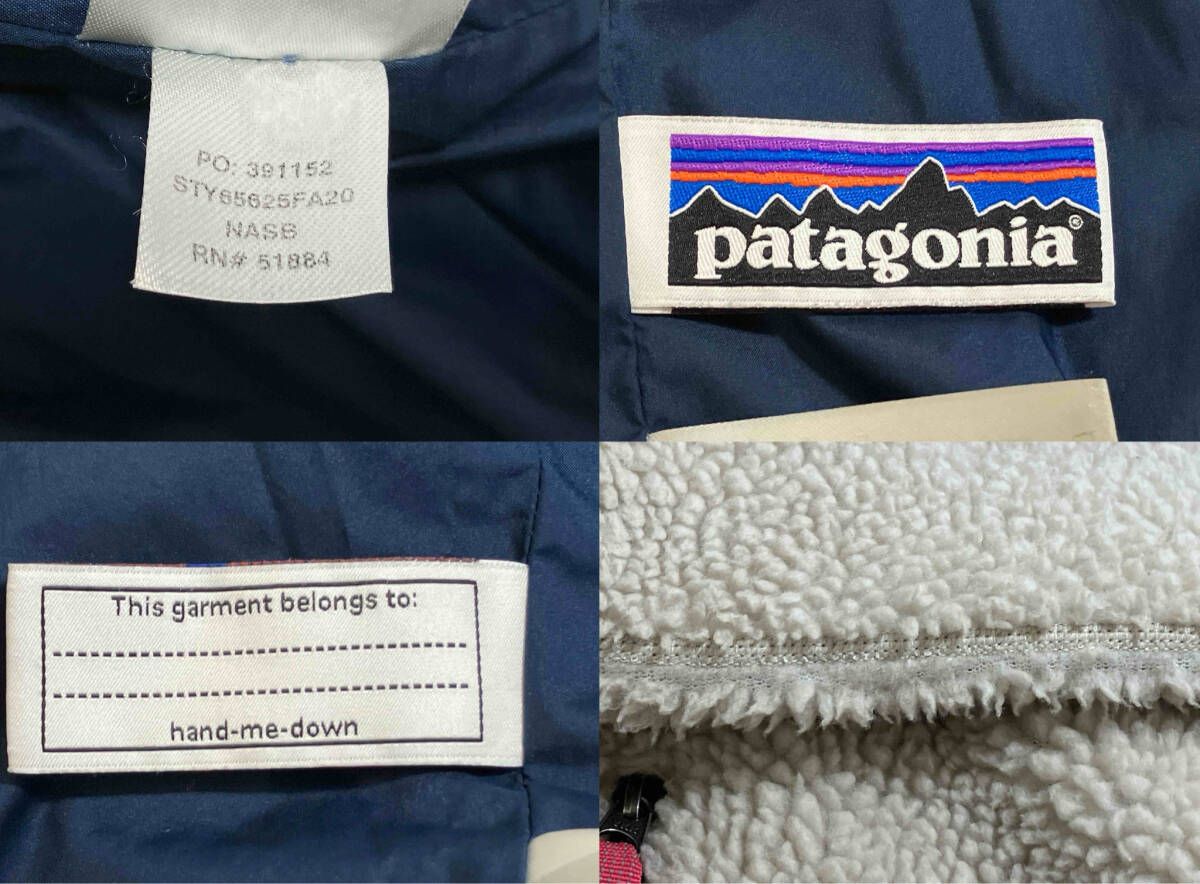 PO: 391152
STY65625FA20
NASB
RN# 51884
patagonia®
This garment belongs to:
hand-me-down